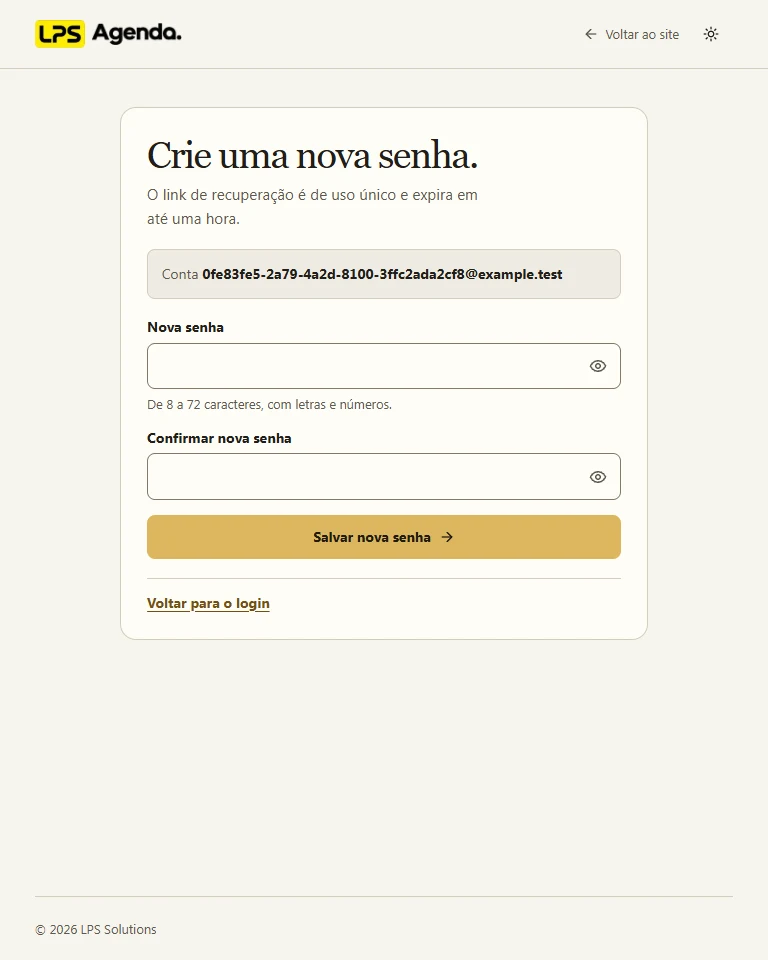 LPS Agenda.
Voltar ao site
Crie uma nova senha.
O link de recuperação é de uso único e expira em
até uma hora.
Conta 0fe83fe5-2a79-4a2d-8100-3ffc2ada2cf8@example.test
Nova senha
De 8 a 72 caracteres, com letras e números.
Confirmar nova senha
Salvar nova senha
Voltar para o login
© 2026 LPS Solutions